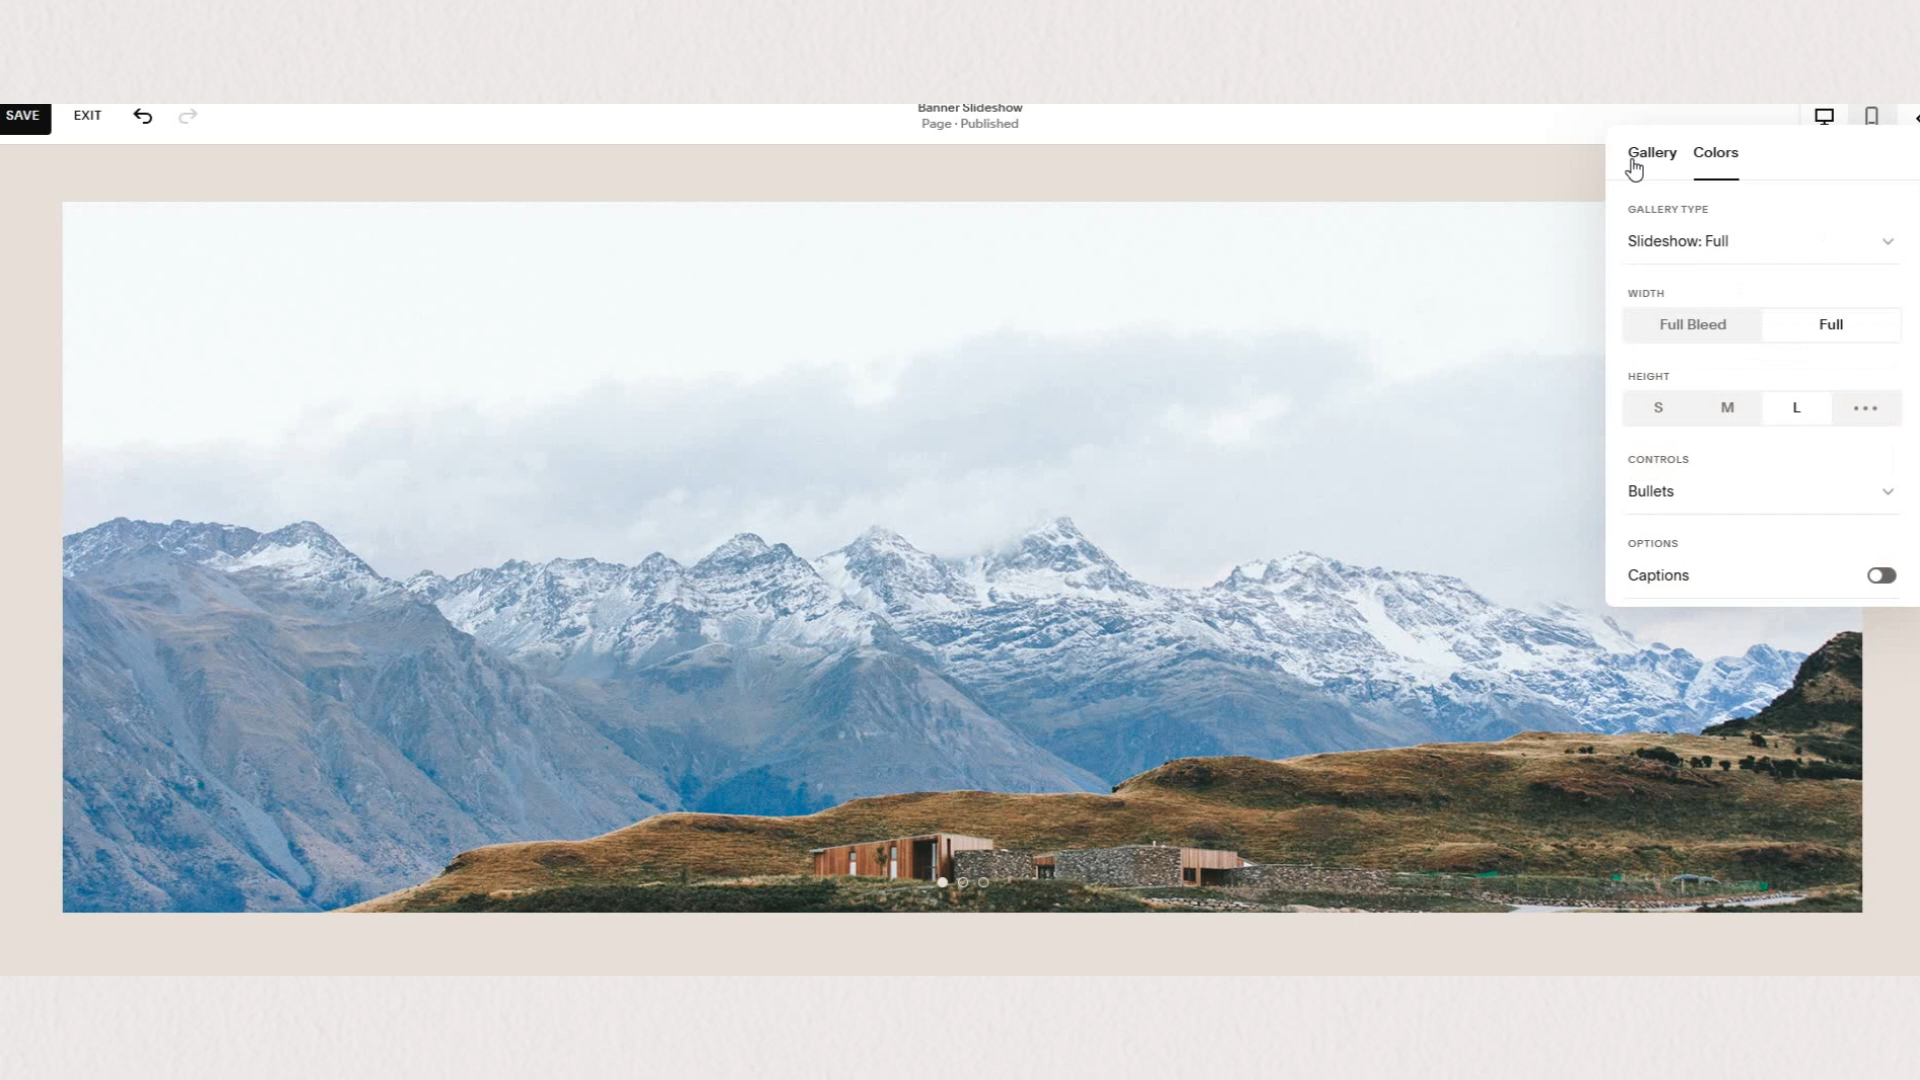 SAVE
EXIT
Banner Slideshow
Page · Published
Gallery
Colors
GALLERY TYPE
Slideshow: Full
WIDTH
Full Bleed
Full
HEIGHT
S
M
L
CONTROLS
Bullets
OPTIONS
Captions